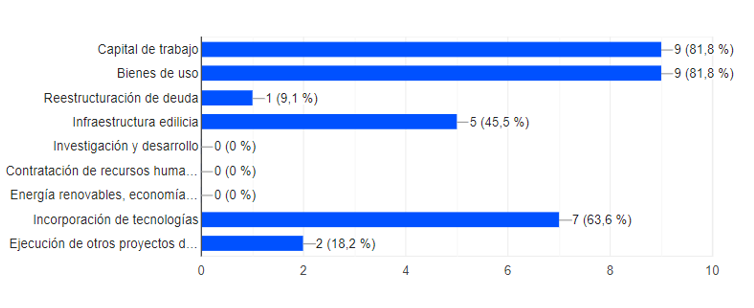 Capital de trabajo 9 (81,8 %)
Bienes de uso 9 (81,8 %)
Reestructuración de deuda 1 (9,1 %)
Infraestructura edilicia 5 (45,5 %)
Investigación y desarrollo 0 (0 %)
Contratación de recursos huma... 0 (0 %)
Energía renovables, economía... 0 (0 %)
Incorporación de tecnologías 7 (63,6 %)
Ejecución de otros proyectos d... 2 (18,2 %)
0 2 4 6 8 10